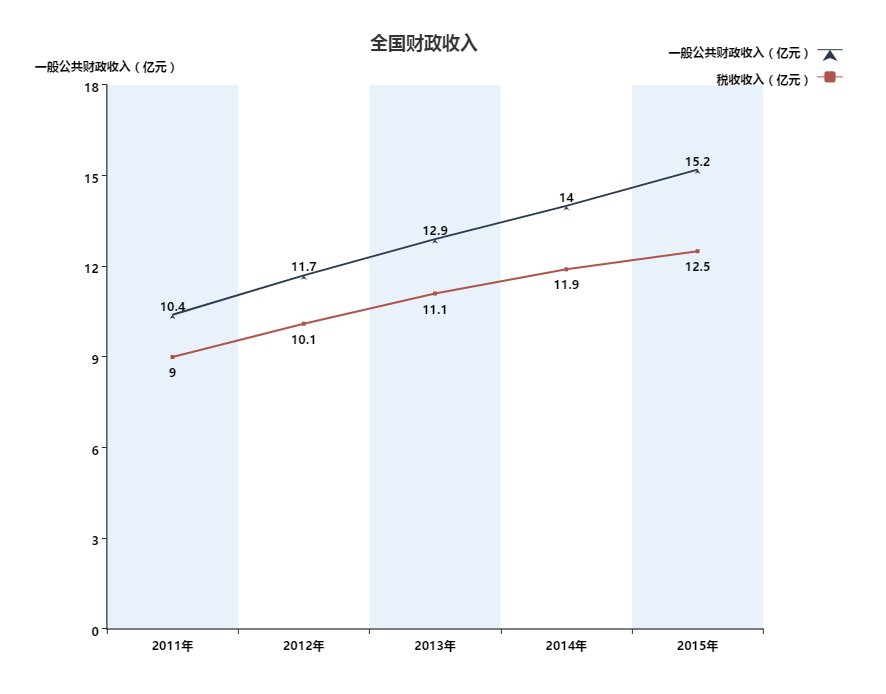 全国财政收入
一般公共财政收入（亿元）
税收收入（亿元）
一般公共财政收入（亿元）
18
15
12
9
6
3
0
10.4
11.7
12.9
14
15.2
9
10.1
11.1
11.9
12.5
2011年
2012年
2013年
2014年
2015年